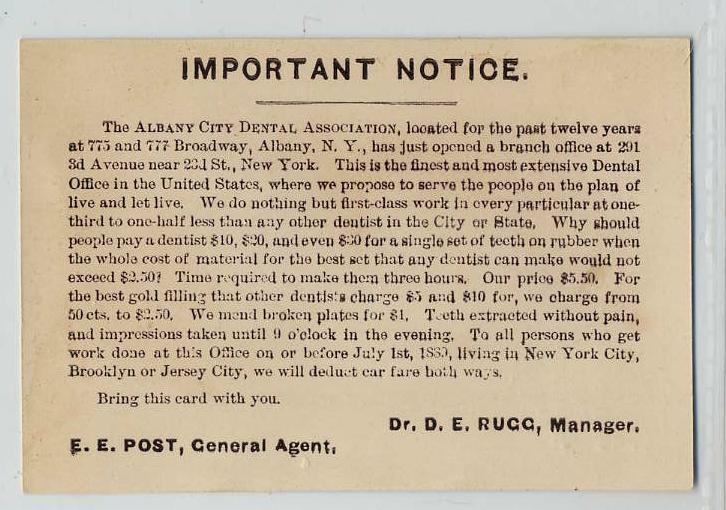 IMPORTANT NOTICE.
The ALBANY CITY DENTAL ASSOCIATION, located for the past twelve years
at 775 and 777 Broadway, Albany, N. Y., has just opened a branch office at 291
3d Avenue near 23d St., New York. This is the finest and most extensive Dental
Office in the United States, where we propose to serve the people on the plan of
live and let live. We do nothing but first-class work in every particular at one-
third to one-half less than any other dentist in the City or State. Why should
people pay a dentist $10, $20, and even $30 for a single set of teeth on rubber when
the whole cost of material for the best set that any dentist can make would not
exceed $2.50? Time required to make them three hours. Our price $5.50. For
the best gold filling that other dentists charge $5 and $10 for, we charge from
50 cts. to $2.50. We mend broken plates for $1. Teeth extracted without pain,
and impressions taken until 9 o'clock in the evening. To all persons who get
work done at this Office on or before July 1st, living in New York City,
Brooklyn or Jersey City, we will deduct car fare both ways.
Bring this card with you.
Dr. D. E. RUGG, Manager.
E. E. POST, General Agent.